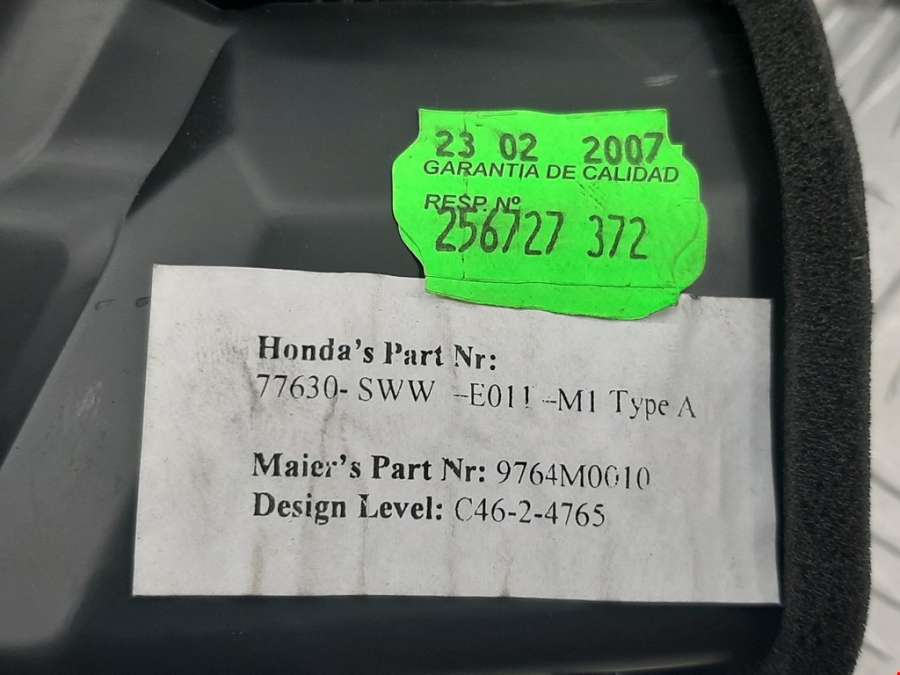 23 02 2007
GARANTIA DE CALIDAD
RESP. Nº
256727 372
Honda's Part Nr:
77630- SWW -E011 -M1 Type A
Maier's Part Nr: 9764M0010
Design Level: C46-2-4765